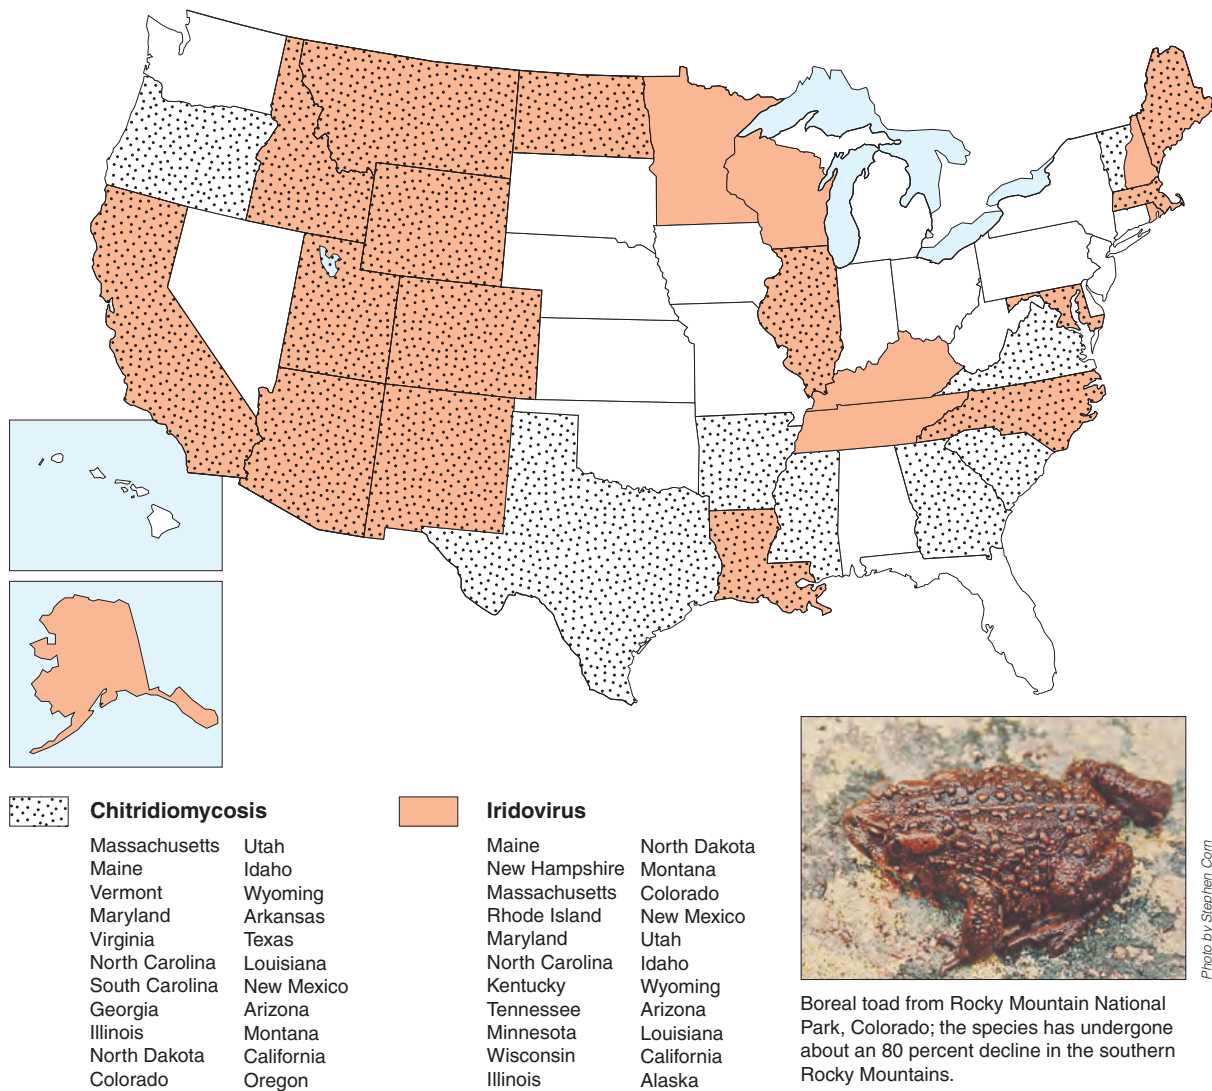 Chitridiomycosis
Massachusetts
Maine
Vermont
Maryland
Virginia
North Carolina
South Carolina
Georgia
Illinois
North Dakota
Colorado
Utah
Idaho
Wyoming
Arkansas
Texas
Louisiana
New Mexico
Arizona
Montana
California
Oregon
Iridovirus
Maine
New Hampshire
Massachusetts
Rhode Island
Maryland
North Carolina
Kentucky
Tennessee
Minnesota
Wisconsin
Illinois
North Dakota
Montana
Colorado
New Mexico
Utah
Idaho
Wyoming
Arizona
Louisiana
California
Alaska
Photo by Stephen Corn
Boreal toad from Rocky Mountain National
Park, Colorado; the species has undergone
about an 80 percent decline in the southern
Rocky Mountains.